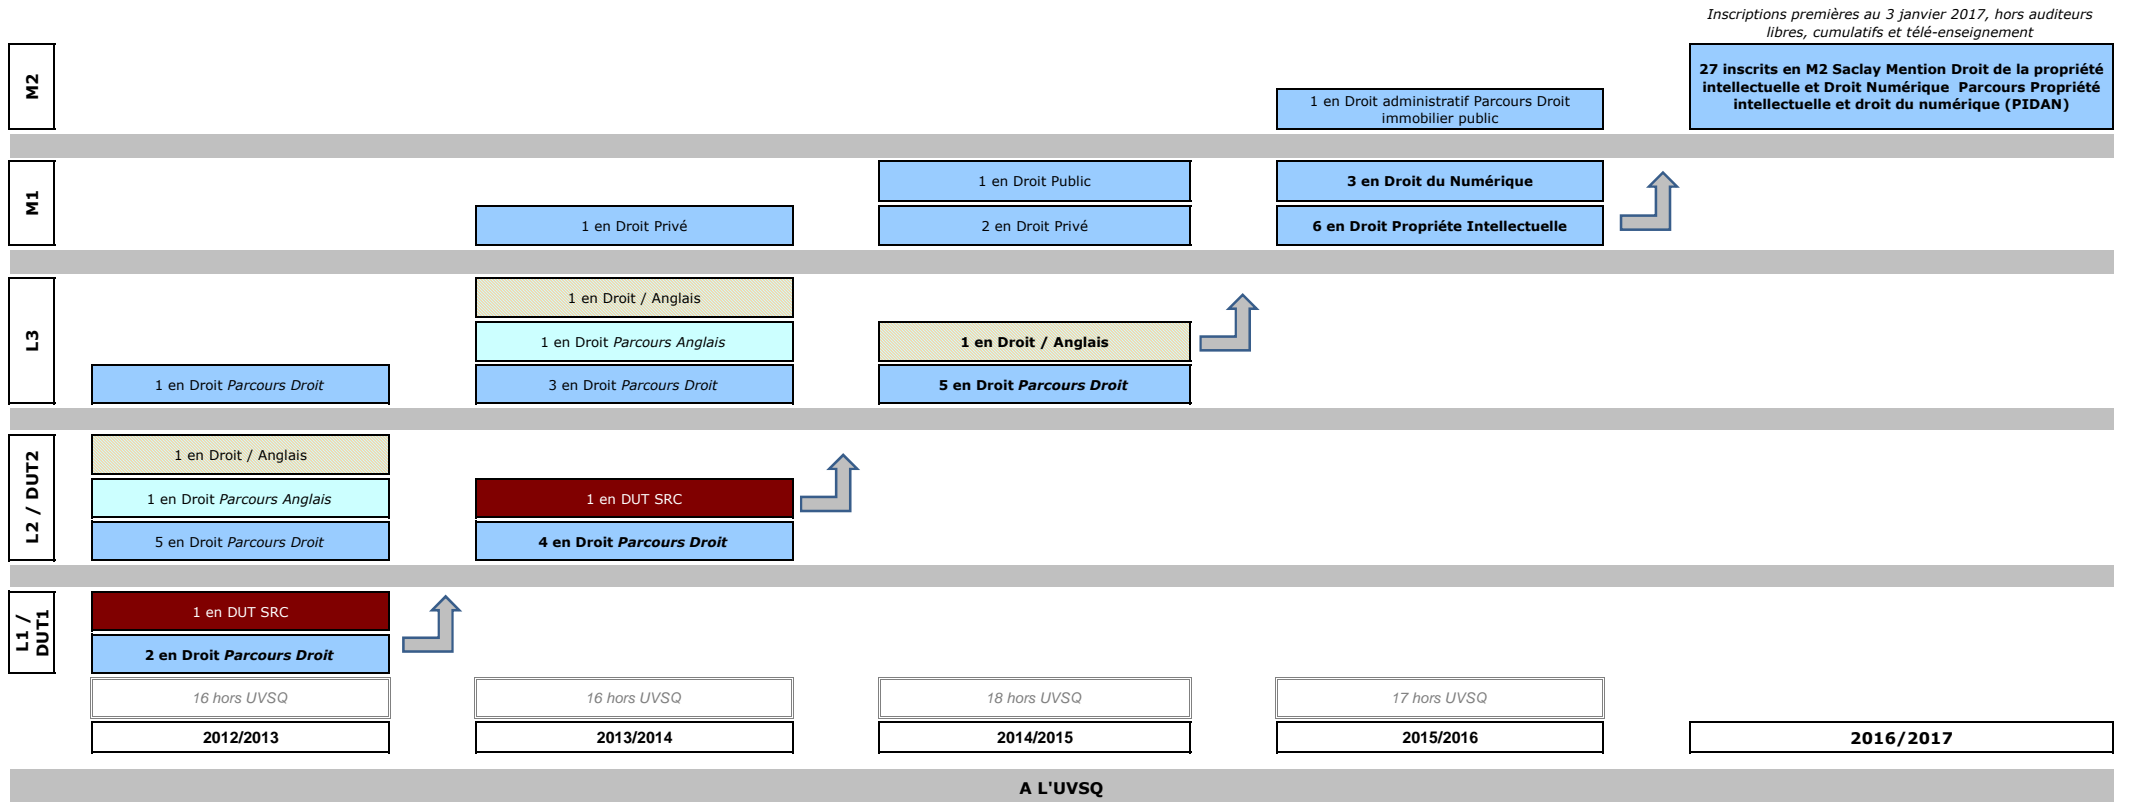 Inscriptions premières au 3 janvier 2017, hors auditeurs
libres, cumulatifs et télé-enseignement
M2
1 en Droit administratif Parcours Droit
immobilier public
27 inscrits en M2 Saclay Mention Droit de la propriété
intellectuelle et Droit Numérique Parcours Propriété
intellectuelle et droit du numérique (PIDAN)
M1
1 en Droit Public
3 en Droit du Numérique
1 en Droit Privé
2 en Droit Privé
6 en Droit Propriéte Intellectuelle
L3
1 en Droit / Anglais
1 en Droit Parcours Anglais
1 en Droit / Anglais
1 en Droit Parcours Droit
3 en Droit Parcours Droit
5 en Droit Parcours Droit
L2 / DUT2
1 en Droit / Anglais
1 en Droit Parcours Anglais
1 en DUT SRC
5 en Droit Parcours Droit
4 en Droit Parcours Droit
L1 /
DUT1
1 en DUT SRC
2 en Droit Parcours Droit
16 hors UVSQ
16 hors UVSQ
18 hors UVSQ
17 hors UVSQ
2012/2013
2013/2014
2014/2015
2015/2016
2016/2017
A L'UVSQ